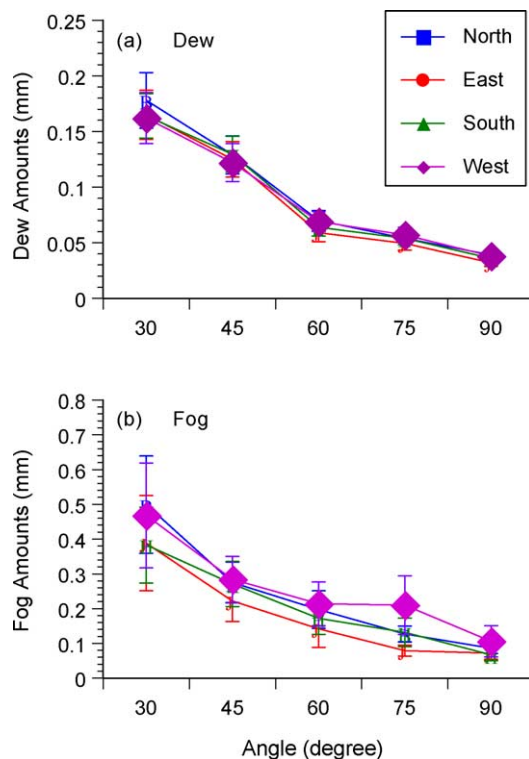 (a) Dew
North
East
South
West
Dew Amounts (mm)
0.25
0.2
0.15
0.1
0.05
0
30 45 60 75 90
(b) Fog
Fog Amounts (mm)
0.8
0.7
0.6
0.5
0.4
0.3
0.2
0.1
0
30 45 60 75 90
Angle (degree)